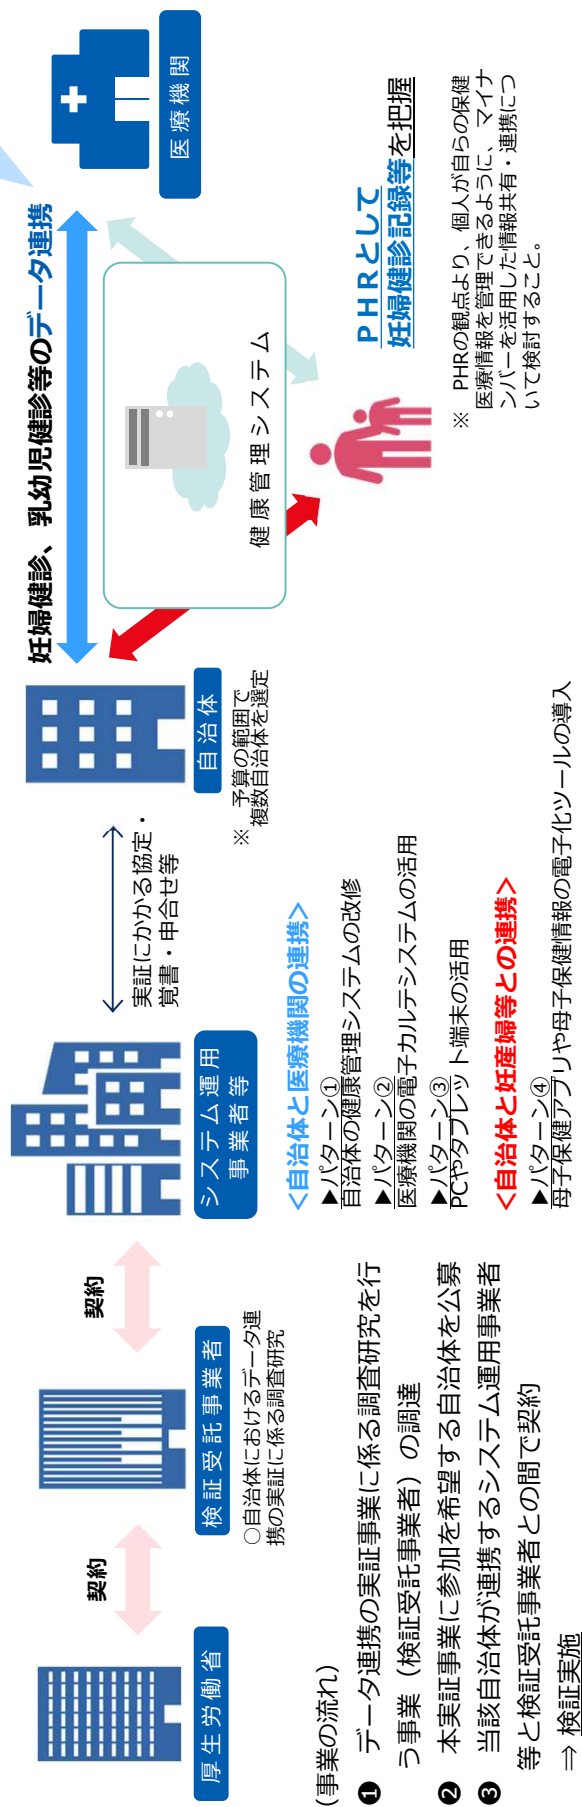 厚生労働省
契約
検証受託事業者
○自治体におけるデータ連
携の実証に係る調査研究
契約
システム運用
事業者等
実証にかかる協定・
覚書・申合せ等
自治体
※ 予算の範囲で
複数自治体を選定
妊婦健診、乳幼児健診等のデータ連携
健康管理システム
医療機関
PHRとして
妊婦健診記録等を把握
※ PHRの観点より、個人が自らの保健
医療情報を管理できるように、マイナ
ンバーを活用した情報共有・連携につ
いて検討すること。
(事業の流れ)
❶ データ連携の実証事業に係る調査研究を行
う事業（検証受託事業者）の調達
❷ 本実証事業に参加を希望する自治体を公募
❸ 当該自治体が連携するシステム運用事業者
等と検証受託事業者との間で契約
⇒ 検証実施
<自治体と医療機関の連携>
▶パターン①
自治体の健康管理システムの改修
▶パターン②
医療機関の電子カルテシステムの活用
▶パターン③
PCやタブレット端末の活用
<自治体と妊産婦等との連携>
▶パターン④
母子保健アプリや母子保健情報の電子化ツールの導入